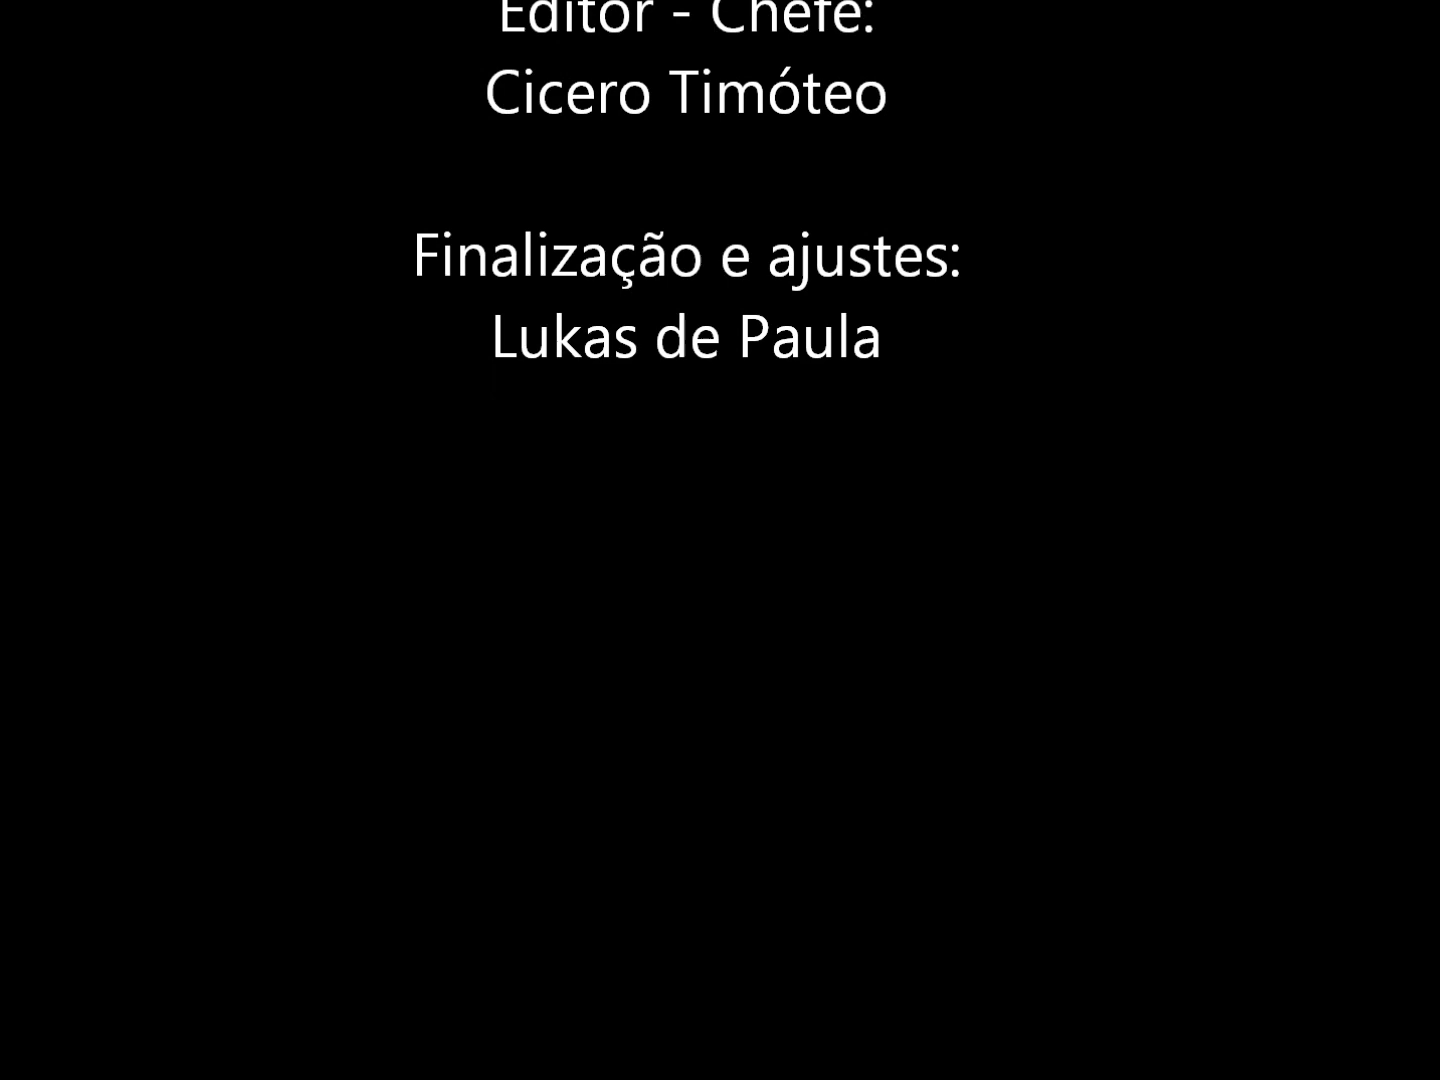 Editor - Chefe:
Cicero Timóteo
Finalização e ajustes:
Lukas de Paula